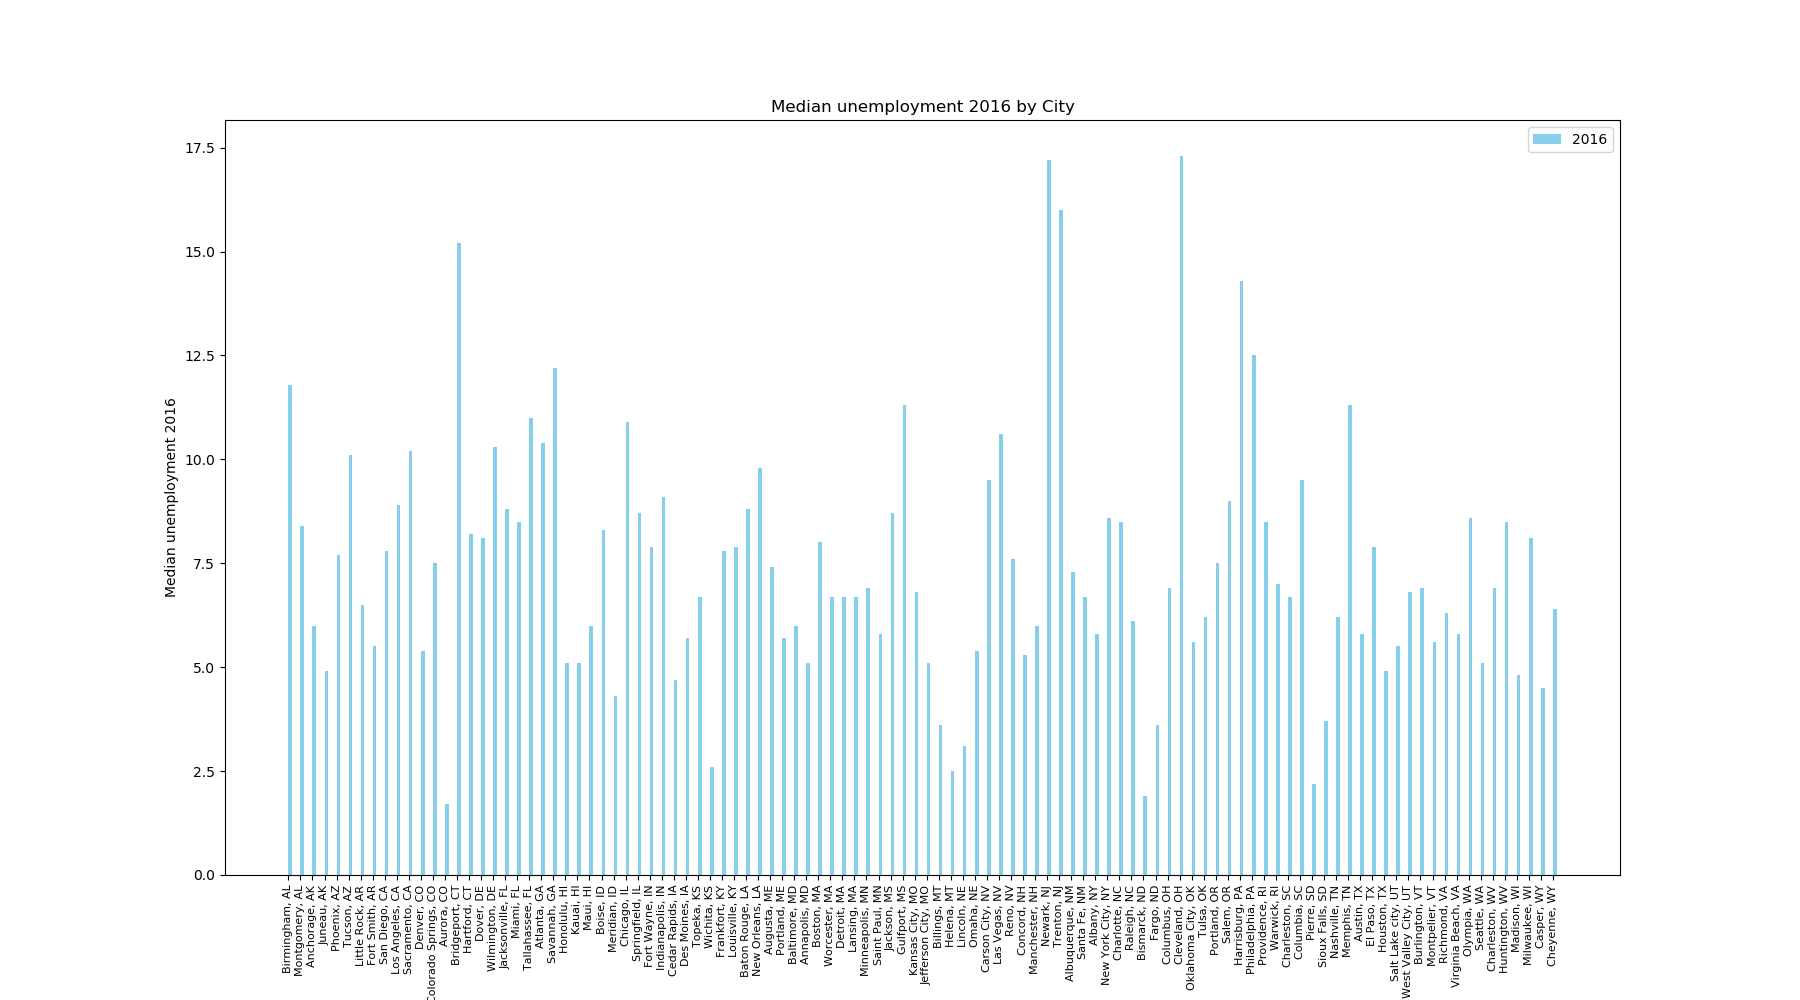 Median unemployment 2016 by City
2016
Median unemployment 2016
17.5
15.0
12.5
10.0
7.5
5.0
2.5
0.0
Birmingham, AL
Montgomery, AL
Anchorage, AK
Juneau, AK
Phoenix, AZ
Tucson, AZ
Little Rock, AR
Fort Smith, AR
San Diego, CA
Los Angeles, CA
Sacramento, CA
Denver, CO
Colorado Springs, CO
Aurora, CO
Bridgeport, CT
Hartford, CT
Dover, DE
Wilmington, DE
Jacksonville, FL
Miami, FL
Tallahassee, FL
Atlanta, GA
Savannah, GA
Honolulu, HI
Kauai, HI
Maui, HI
Boise, ID
Meridian, ID
Chicago, IL
Springfield, IL
Fort Wayne, IN
Indianapolis, IN
Cedar Rapids, IA
Des Moines, IA
Topeka, KS
Wichita, KS
Frankfort, KY
Louisville, KY
Baton Rouge, LA
New Orleans, LA
Augusta, ME
Portland, ME
Baltimore, MD
Annapolis, MD
Boston, MA
Worcester, MA
Detroit, MA
Lansing, MA
Minneapolis, MN
Saint Paul, MN
Jackson, MS
Gulfport, MS
Kansas City, MO
Jefferson City, MO
Billings, MT
Helena, MT
Lincoln, NE
Omaha, NE
Carson City, NV
Las Vegas, NV
Reno, NV
Concord, NH
Manchester, NH
Newark, NJ
Trenton, NJ
Albuquerque, NM
Santa Fe, NM
Albany, NY
New York City, NY
Charlotte, NC
Raleigh, NC
Bismarck, ND
Fargo, ND
Columbus, OH
Cleveland, OH
Oklahoma City, OK
Tulsa, OK
Portland, OR
Salem, OR
Harrisburg, PA
Philadelphia, PA
Providence, RI
Warwick, RI
Charleston, SC
Columbia, SC
Pierre, SD
Sioux Falls, SD
Nashville, TN
Memphis, TN
Austin, TX
El Paso, TX
Houston, TX
Salt Lake city, UT
West Valley City, UT
Burlington, VT
Montpelier, VT
Richmond, VA
Virginia Beach, VA
Olympia, WA
Seattle, WA
Charleston, WV
Huntington, WV
Madison, WI
Milwaukee, WI
Casper, WY
Cheyenne, WY